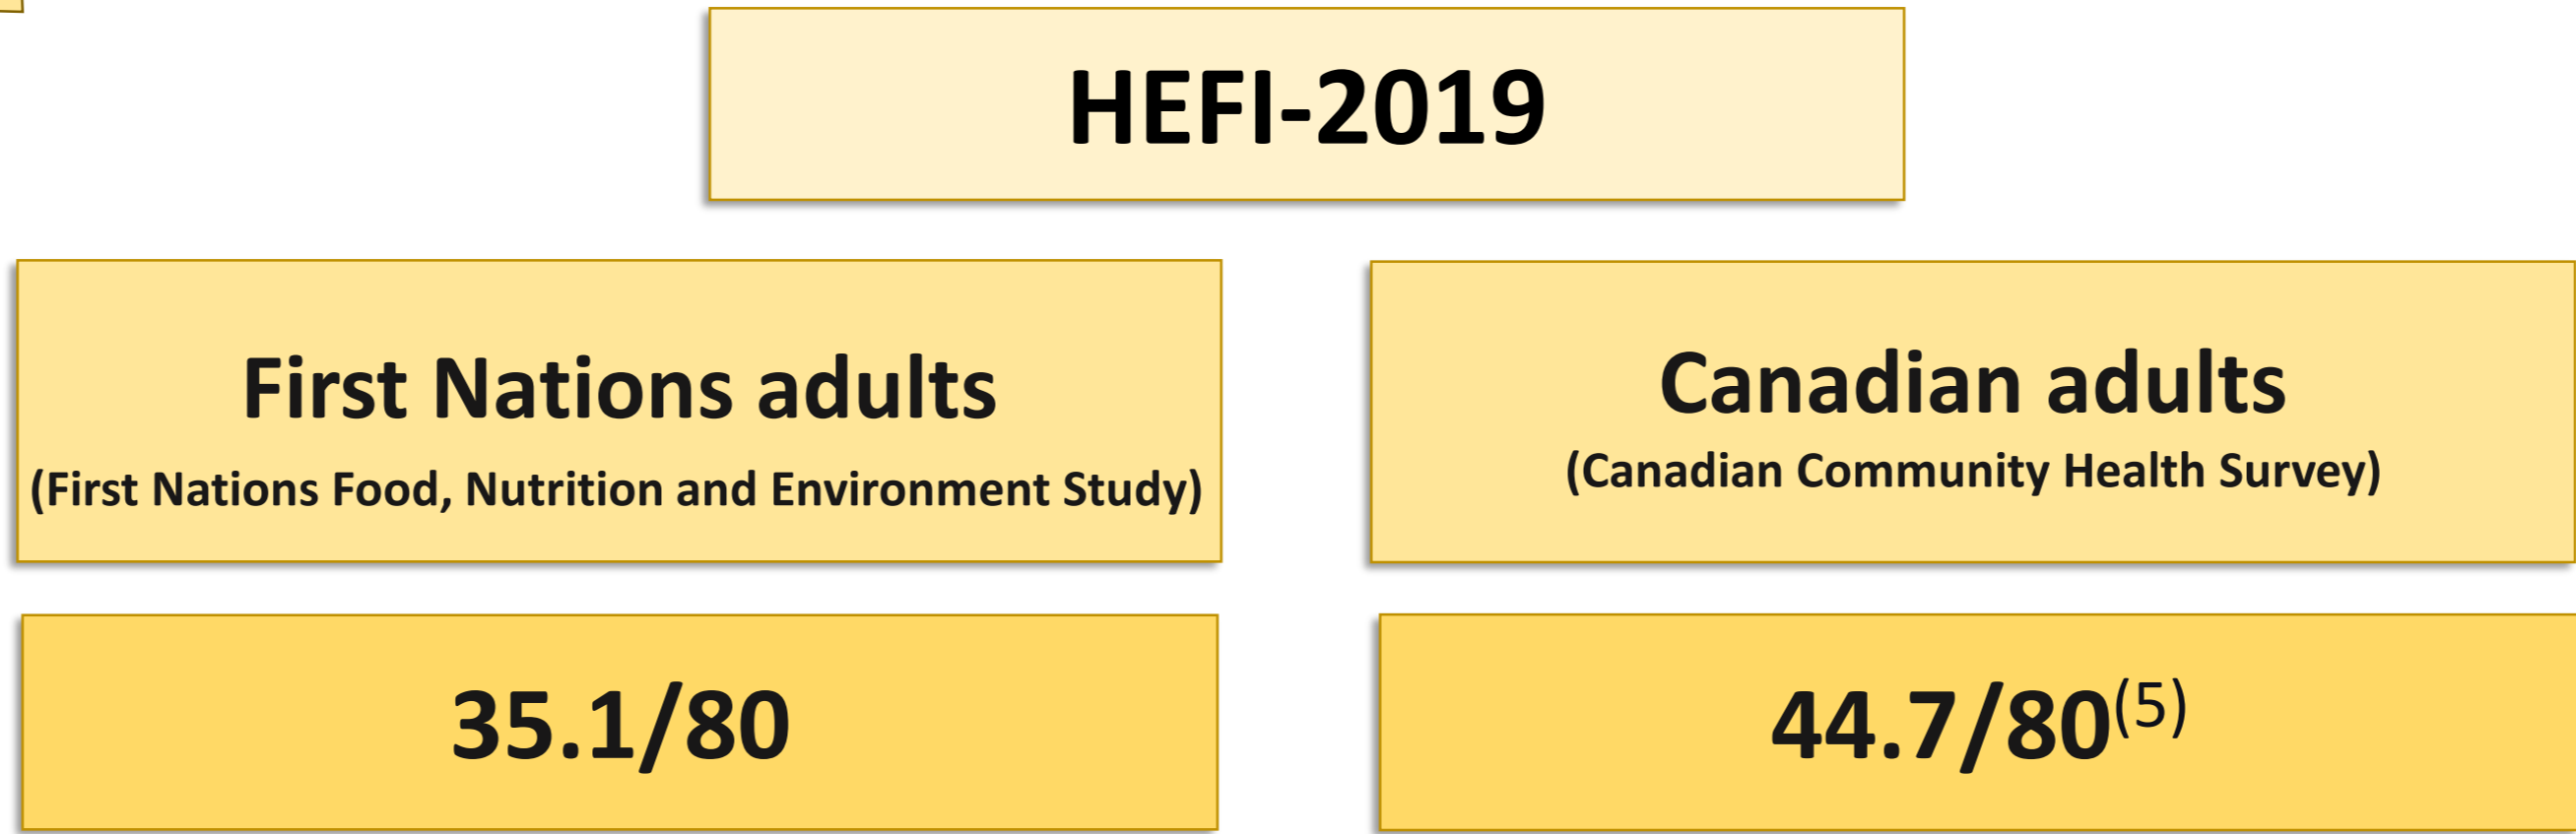 HEFI-2019
First Nations adults
(First Nations Food, Nutrition and Environment Study)
Canadian adults
(Canadian Community Health Survey)
35.1/80
44.7/80(5)